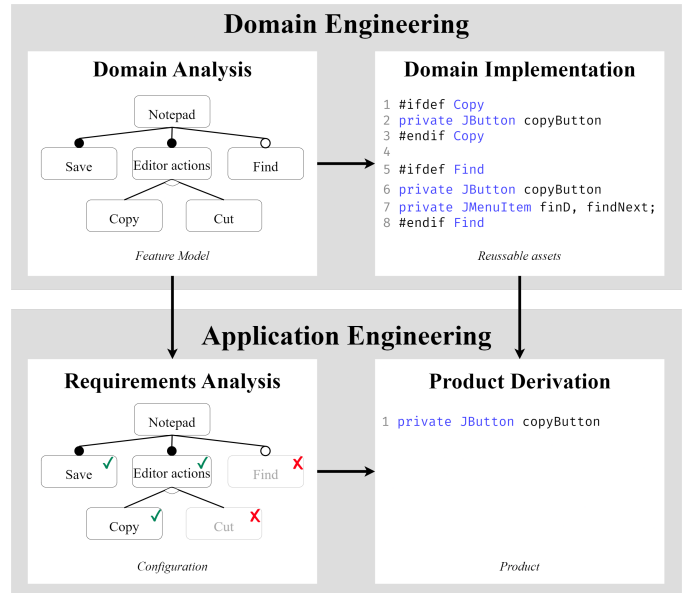 Domain Engineering
Domain Analysis
Notepad
Save
Editor actions
Find
Copy
Cut
Feature Model
Domain Implementation
1 #ifdef Copy
2 private JButton copyButton
3 #endif Copy
4
5 #ifdef Find
6 private JButton copyButton
7 private JMenuItem finD, findNext;
8 #endif Find
Reussable assets
Application Engineering
Requirements Analysis
Notepad
Save
Editor actions
Find
Copy
Cut
Configuration
Product Derivation
1 private JButton copyButton
Product